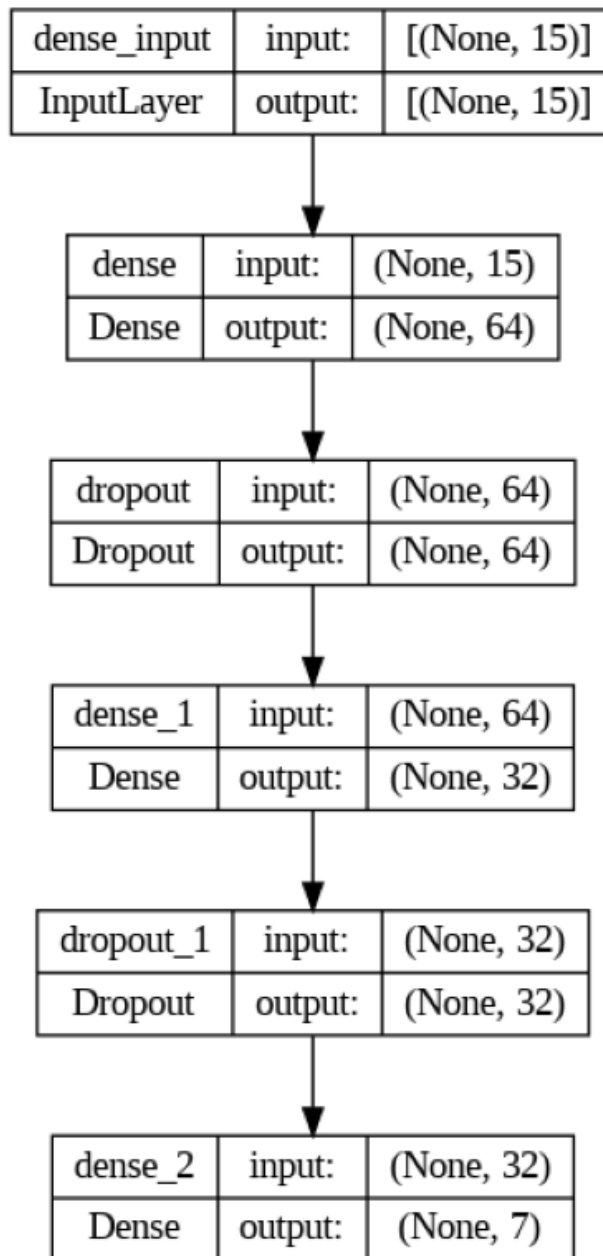 dense_input input: [(None, 15)]
InputLayer output: [(None, 15)]
dense input: (None, 15)
Dense output: (None, 64)
dropout input: (None, 64)
Dropout output: (None, 64)
dense_1 input: (None, 64)
Dense output: (None, 32)
dropout_1 input: (None, 32)
Dropout output: (None, 32)
dense_2 input: (None, 32)
Dense output: (None, 7)